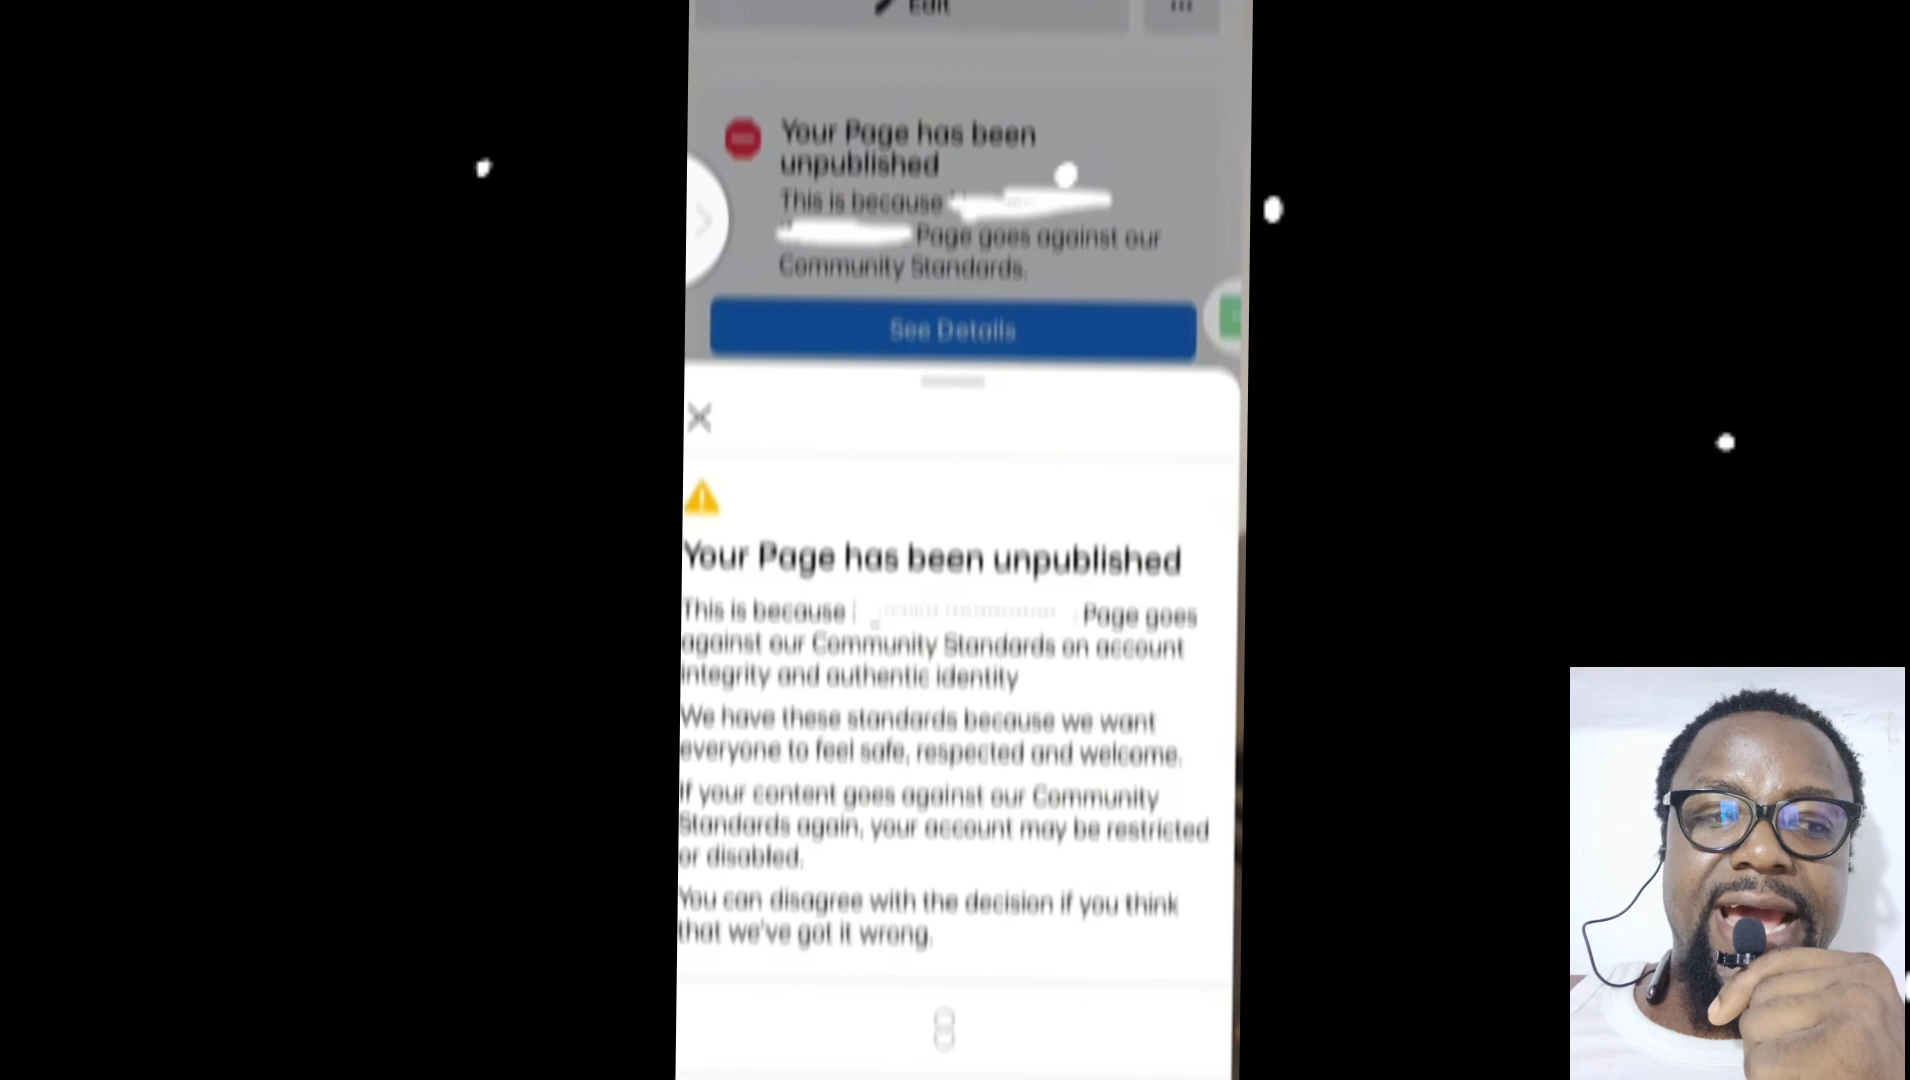 Edit
Your Page has been
unpublished
This is because
Page goes against our
Community Standards.
See Details
Your Page has been unpublished
This is because Page goes
against our Community Standards on account
integrity and authentic identity
We have these standards because we want
everyone to feel safe, respected and welcome.
If your content goes against our Community
Standards again, your account may be restricted
or disabled.
You can disagree with the decision if you think
that we've got it wrong.